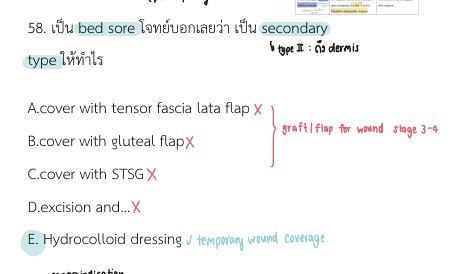 58. เป็น bed sore โจทย์บอกเลยว่า เป็น secondary
type ให้ทำไร
↳ type II : ถึง dermis
A.cover with tensor fascia lata flap X
B.cover with gluteal flap X
C.cover with STSG X
graft/flap for wound stage 3-4
D.excision and... X
E. Hydrocolloid dressing ✓ temporary wound coverage